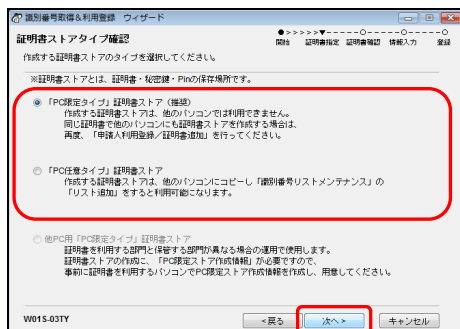 識別番号取得&利用登録 ウィザード
証明書ストアタイプ確認
開始 証明書指定 証明書確認 情報入力 登録
作成する証明書ストアのタイプを選択してください。
※証明書ストアとは、証明書・秘密鍵・Pinの保存場所です。
「PC限定タイプ」証明書ストア(推奨)
作成する証明書ストアは、他のパソコンでは利用できません。
同じ証明書で他のパソコンにも証明書ストアを作成する場合は、
再度、「申請人利用登録/証明書追加」を行ってください。
「PC任意タイプ」証明書ストア
作成する証明書ストアは、他のパソコンにコピーし「識別番号リストメンテナンス」の
「リスト追加」をすると利用可能になります。
他PC用「PC限定タイプ」証明書ストア
証明書を利用する部門と保管する部門が異なる場合の運用で使用します。
証明書ストアの作成に、「PC限定ストア作成情報」が必要ですので、
事前に証明書を利用するパソコンでPC限定ストア作成情報を作成し、用意してください。
W01S-03TY
<戻る 次へ> キャンセル